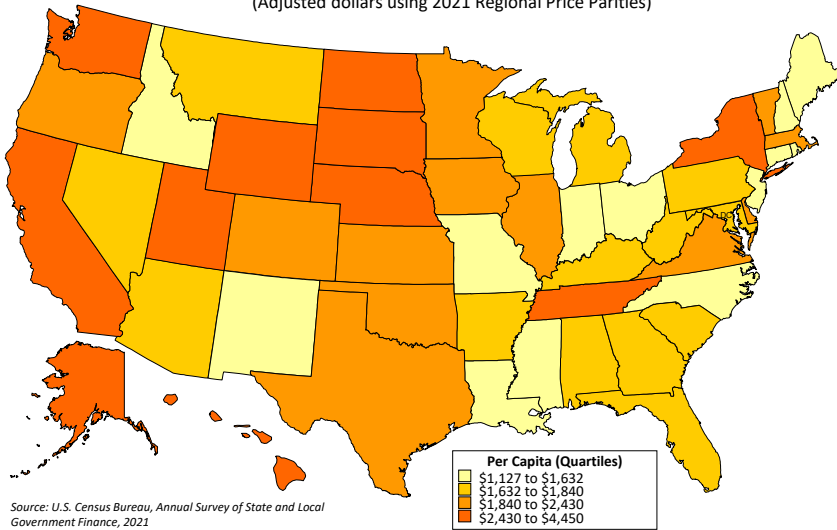 (Adjusted dollars using 2021 Regional Price Parities)
DC
Per Capita (Quartiles)
$1,127 to $1,632
$1,632 to $1,840
$1,840 to $2,430
$2,430 to $4,450
Source: U.S. Census Bureau, Annual Survey of State and Local
Government Finance, 2021